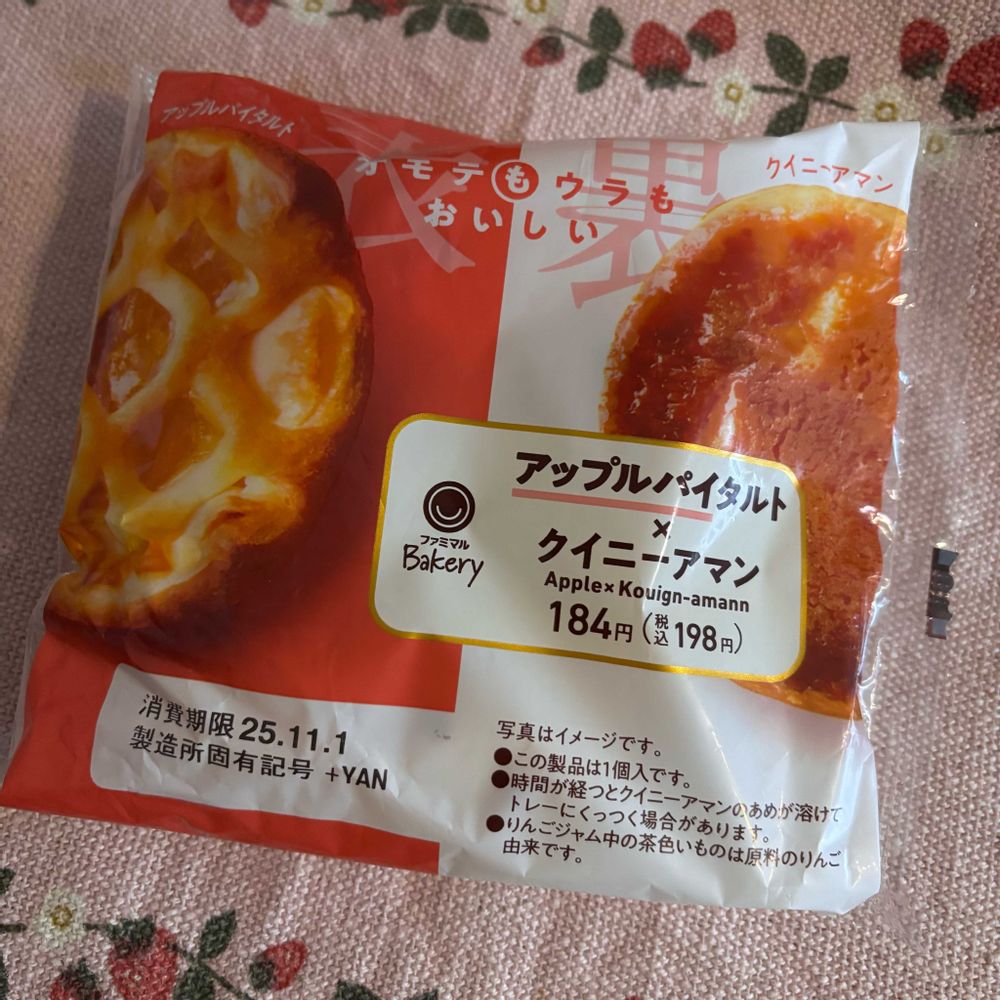 アップルパイタルト
表
裏
クイニーアマン
オモテもウラも
おいしい
ファミマル
Bakery
アップルパイタルト
×
クイニーアマン
Apple×Kouign-amann
184円(税込198円)
消費期限 25.11.1
製造所固有記号 +YAN
写真はイメージです。
●この製品は1個入です。
●時間が経つとクイニーアマンのあめが溶けて
トレーにくっつく場合があります。
●りんごジャム中の茶色いものは原料のりんご
由来です。